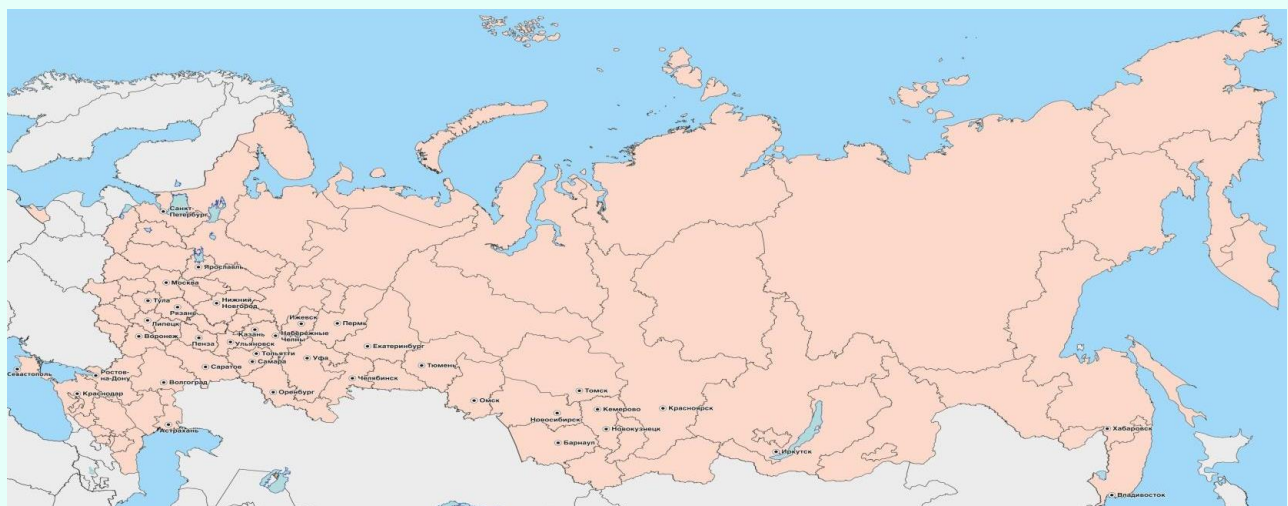 Санкт-
Петербург
Ярославль
Москва
Тула
Рязань
Нижний
Новгород
Липецк
Воронеж
Пенза
Казань
Ульяновск
Ижевск
Набережные
Челны
Пермь
Екатеринбург
Тольятти
Самара
Уфа
Тюмень
Севастополь
Ростов-
на-Дону
Саратов
Челябинск
Волгоград
Оренбург
Краснодар
Астрахань
Омск
Томск
Новосибирск
Кемерово
Красноярск
Новокузнецк
Барнаул
Иркутск
Хабаровск
Владивосток